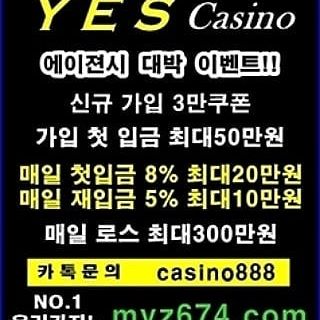 YES Casino
에이젼시 대박 이벤트!!
신규 가입 3만쿠폰
가입 첫 입금 최대50만원
매일 첫입금 8% 최대20만원
매일 재입금 5% 최대10만원
매일 로스 최대300만원
카톡문의 casino888
NO.1
myz674.com